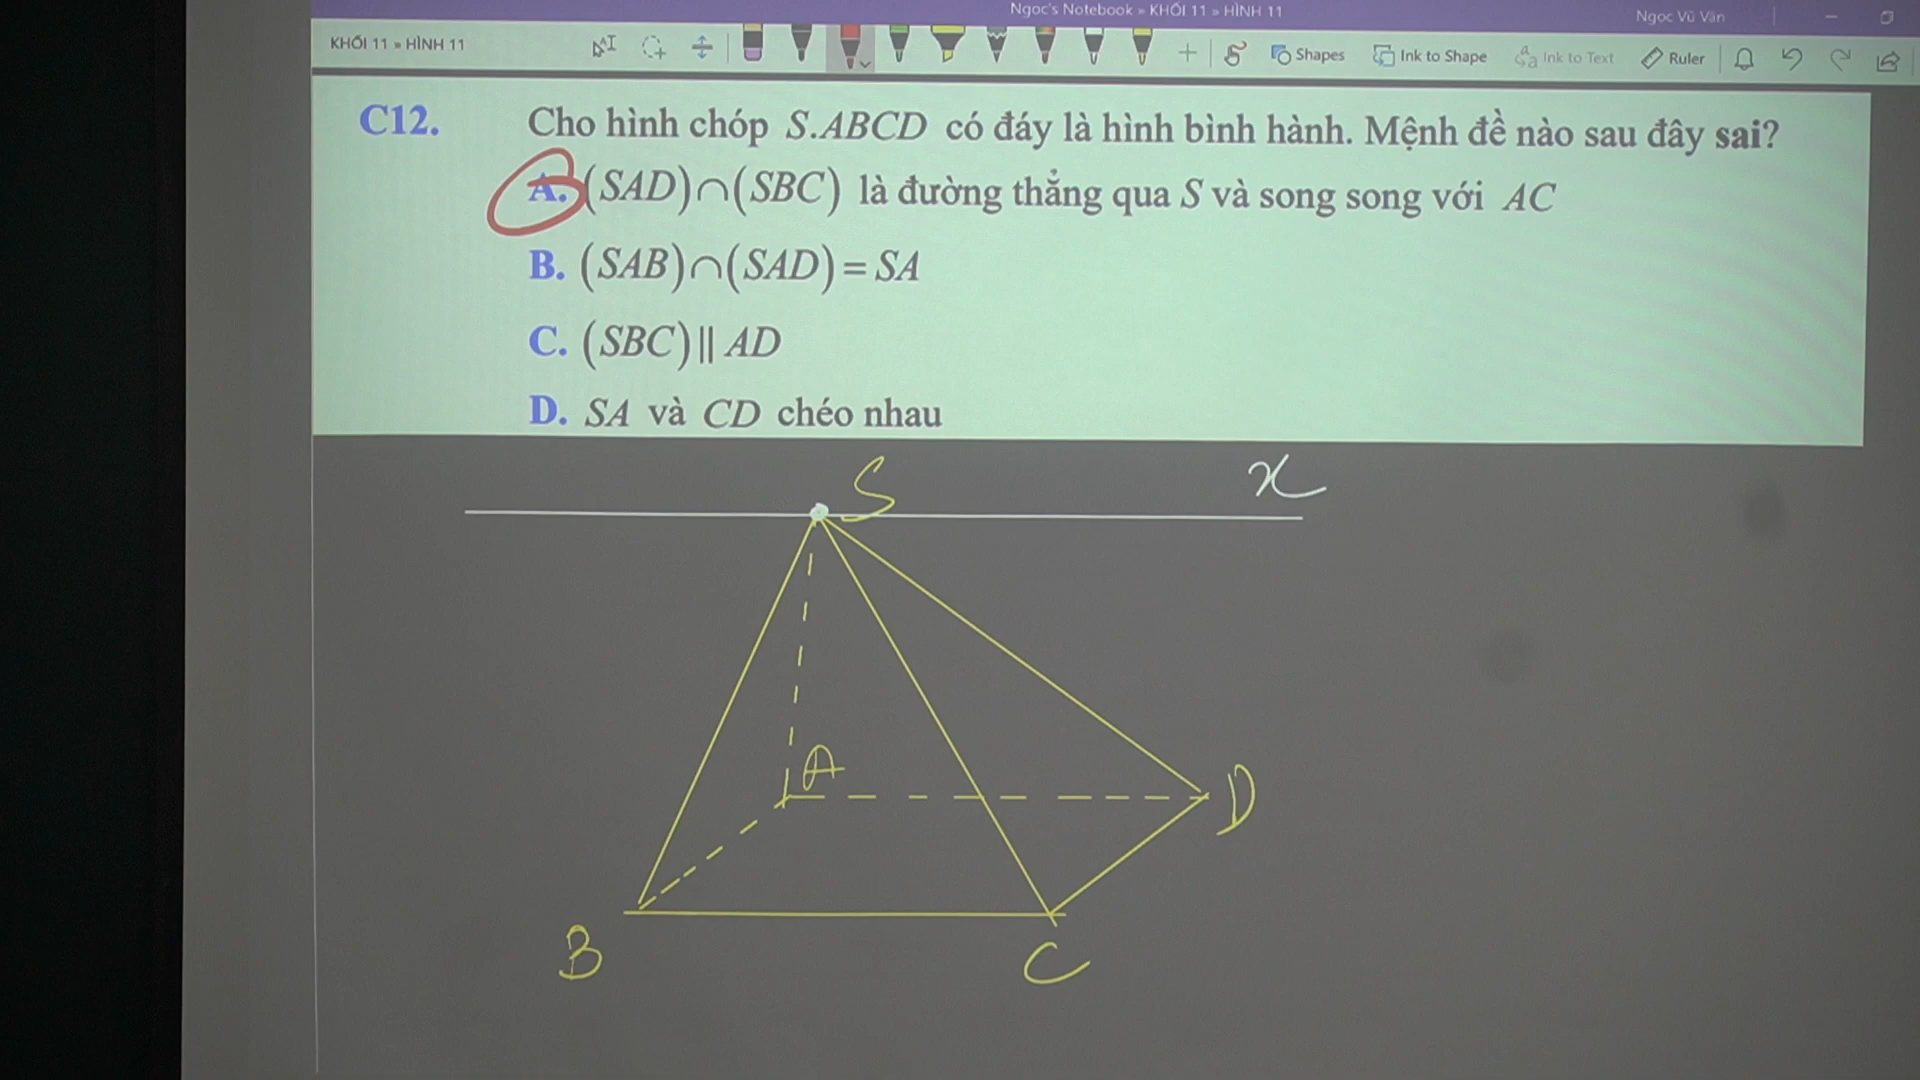 Ngoc's Notebook » KHỐI 11 » HÌNH 11
Ngoc Vũ Văn
KHỐI 11 » HÌNH 11
Shapes
Ink to Shape
Ink to Text
Ruler
C12. Cho hình chóp S.ABCD có đáy là hình bình hành. Mệnh đề nào sau đây sai?
A. (SAD)∩(SBC) là đường thẳng qua S và song song với AC
B. (SAB)∩(SAD)=SA
C. (SBC)∥AD
D. SA và CD chéo nhau
S
x
A
D
B
C